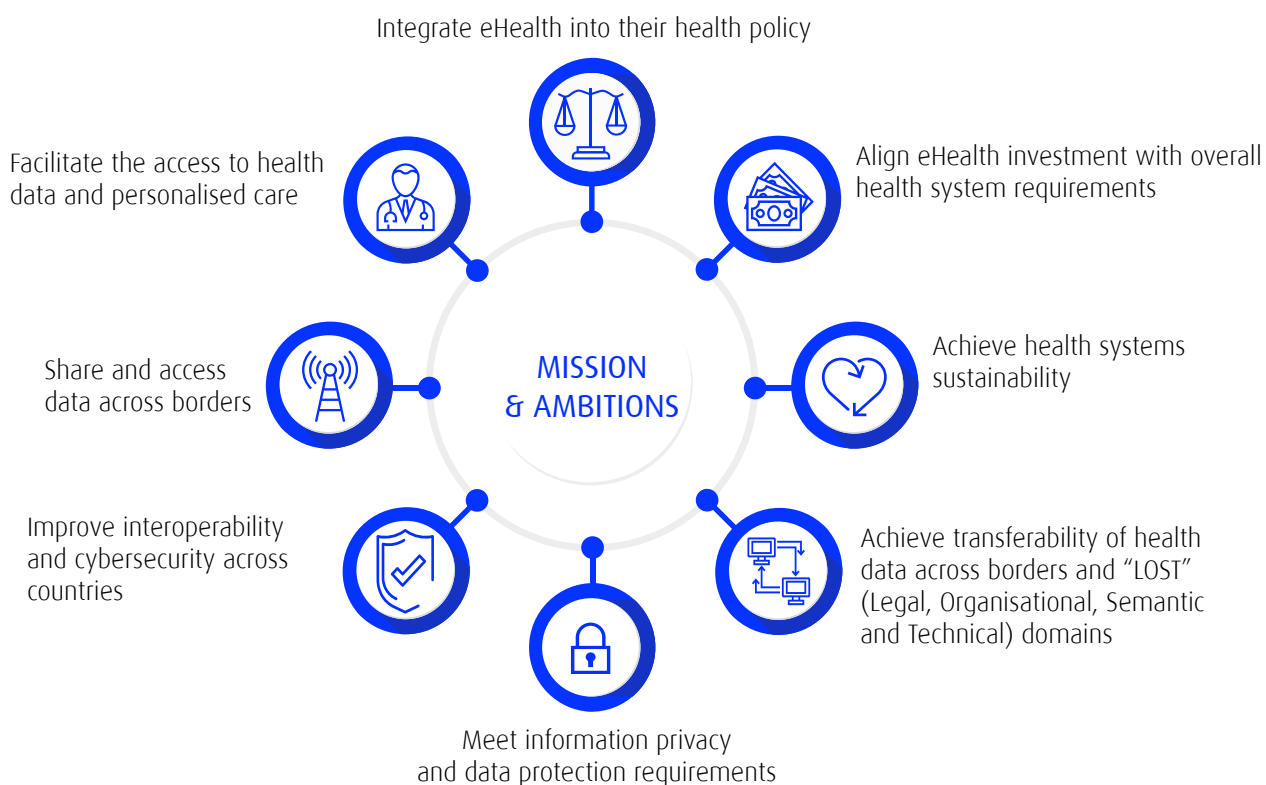 Integrate eHealth into their health policy
Facilitate the access to health
data and personalised care
Align eHealth investment with overall
health system requirements
Share and access
data across borders
MISSION
& AMBITIONS
Achieve health systems
sustainability
Improve interoperability
and cybersecurity across
countries
Achieve transferability of health
data across borders and “LOST”
(Legal, Organisational, Semantic
and Technical) domains
Meet information privacy
and data protection requirements